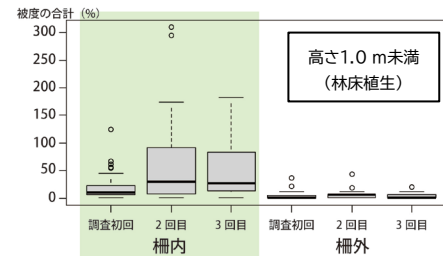 被度の合計（%）
300
250
200
150
100
50
0
高さ1.0 m未満
（林床植生）
調査初回 2回目 3回目 調査初回 2回目 3回目
柵内 柵外